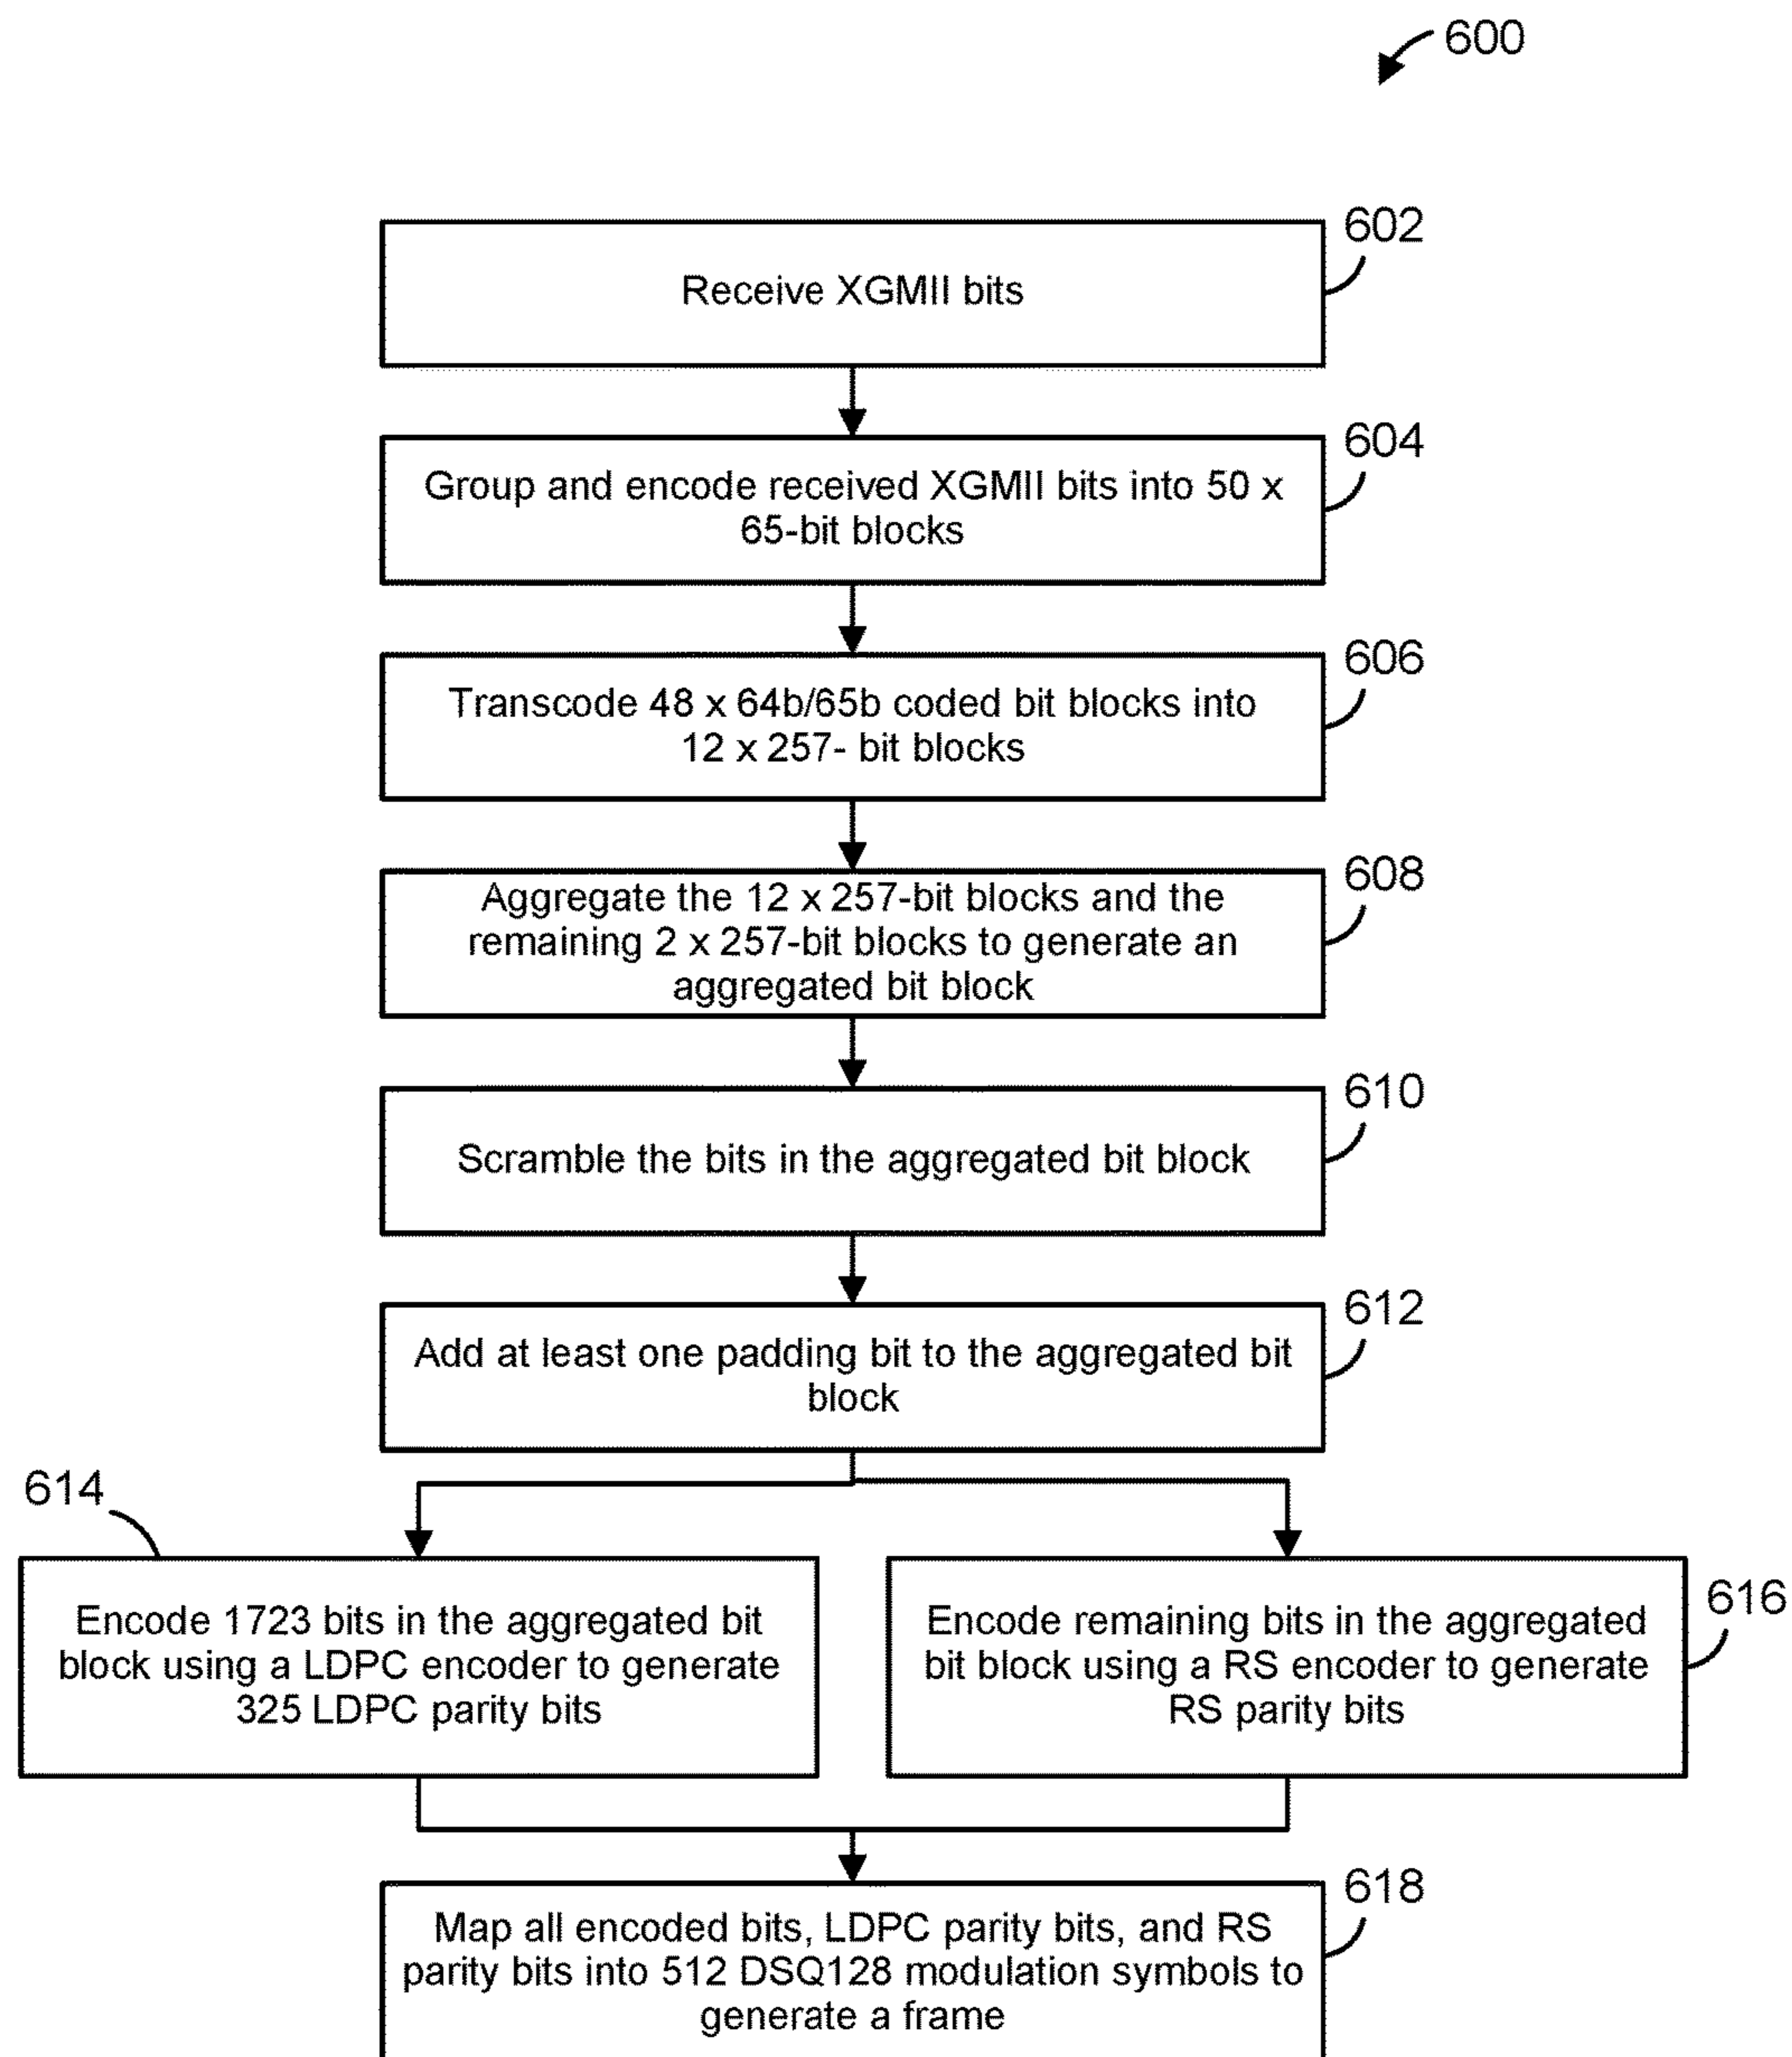 600
602
Receive XGMII bits
604
Group and encode received XGMII bits into 50 x
65-bit blocks
606
Transcode 48 x 64b/65b coded bit blocks into
12 x 257- bit blocks
608
Aggregate the 12 x 257-bit blocks and the
remaining 2 x 257-bit blocks to generate an
aggregated bit block
610
Scramble the bits in the aggregated bit block
612
Add at least one padding bit to the aggregated bit
block
614
Encode 1723 bits in the aggregated bit
block using a LDPC encoder to generate
325 LDPC parity bits
616
Encode remaining bits in the aggregated
bit block using a RS encoder to generate
RS parity bits
618
Map all encoded bits, LDPC parity bits, and RS
parity bits into 512 DSQ128 modulation symbols to
generate a frame